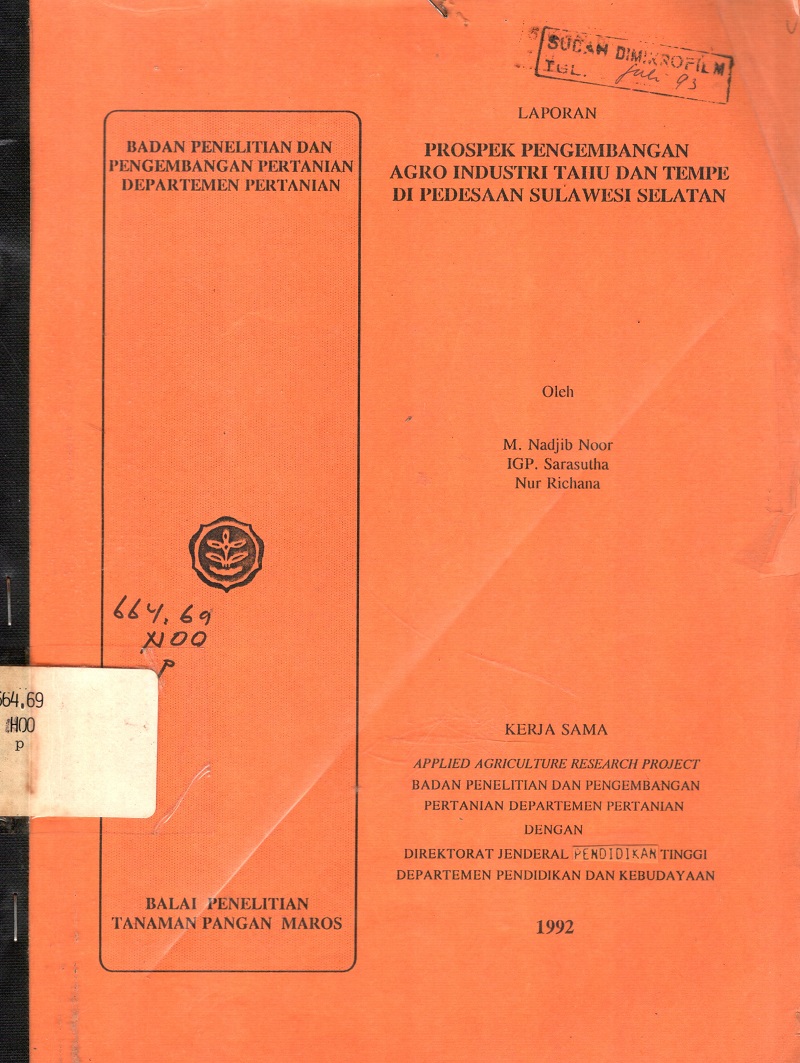 SUDAH DIMIKROFILM
TGL. Juli 93
LAPORAN
PROSPEK PENGEMBANGAN
AGRO INDUSTRI TAHU DAN TEMPE
DI PEDESAAN SULAWESI SELATAN
BADAN PENELITIAN DAN
PENGEMBANGAN PERTANIAN
DEPARTEMEN PERTANIAN
Oleh
M. Nadjib Noor
IGP. Sarasutha
Nur Richana
664.69
NOO
P
664.69
HOO
p
KERJA SAMA
APPLIED AGRICULTURE RESEARCH PROJECT
BADAN PENELITIAN DAN PENGEMBANGAN
PERTANIAN DEPARTEMEN PERTANIAN
DENGAN
DIREKTORAT JENDERAL PENDIDIKAN TINGGI
DEPARTEMEN PENDIDIKAN DAN KEBUDAYAAN
1992
BALAI PENELITIAN
TANAMAN PANGAN MAROS